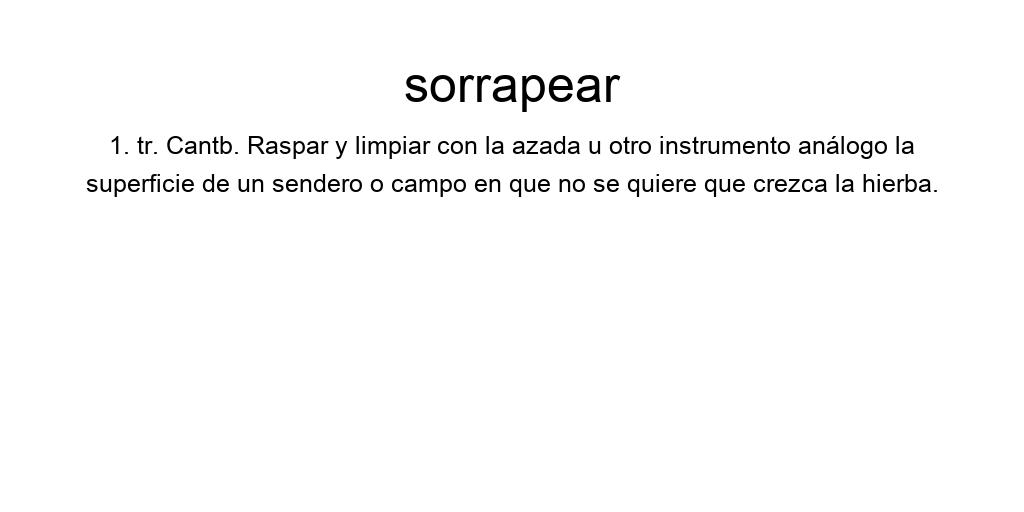 sorrapear
1. tr. Cantb. Raspar y limpiar con la azada u otro instrumento análogo la
superficie de un sendero o campo en que no se quiere que crezca la hierba.